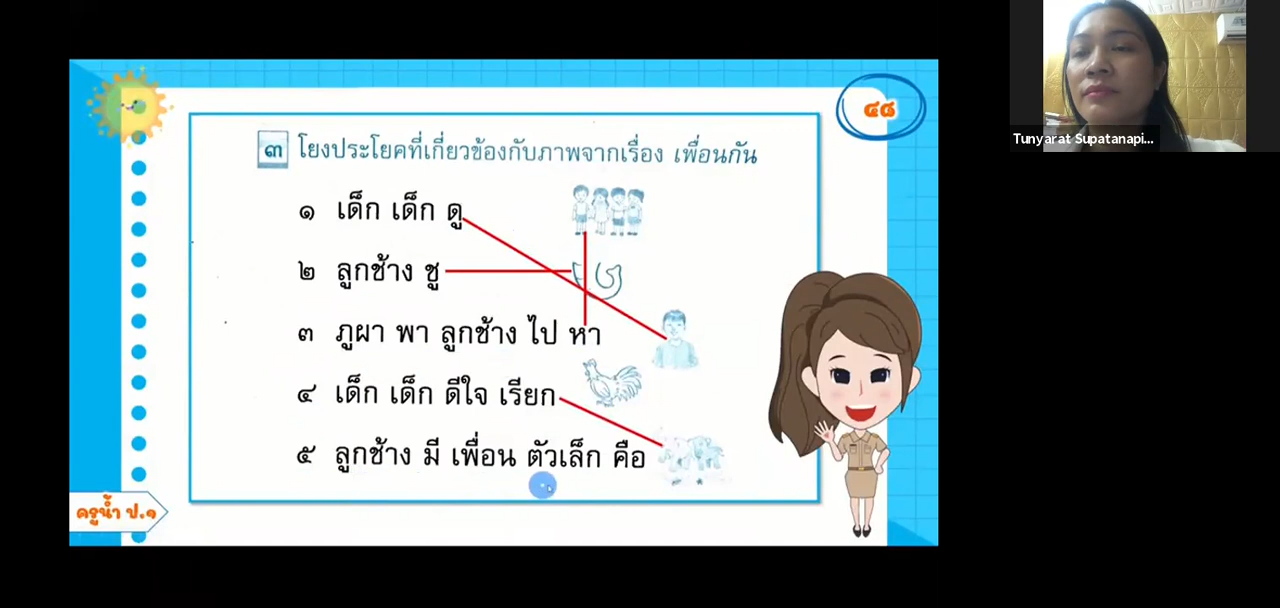 ๔๘
Tunyarat Supatanapi...
๓ โยงประโยคที่เกี่ยวข้องกับภาพจากเรื่อง เพื่อนกัน
๑ เด็ก เด็ก ดู
๒ ลูกช้าง ชู
๓ ภูผา พา ลูกช้าง ไป หา
๔ เด็ก เด็ก ดีใจ เรียก
๕ ลูกช้าง มี เพื่อน ตัวเล็ก คือ
ครูน้ำ ป.๑